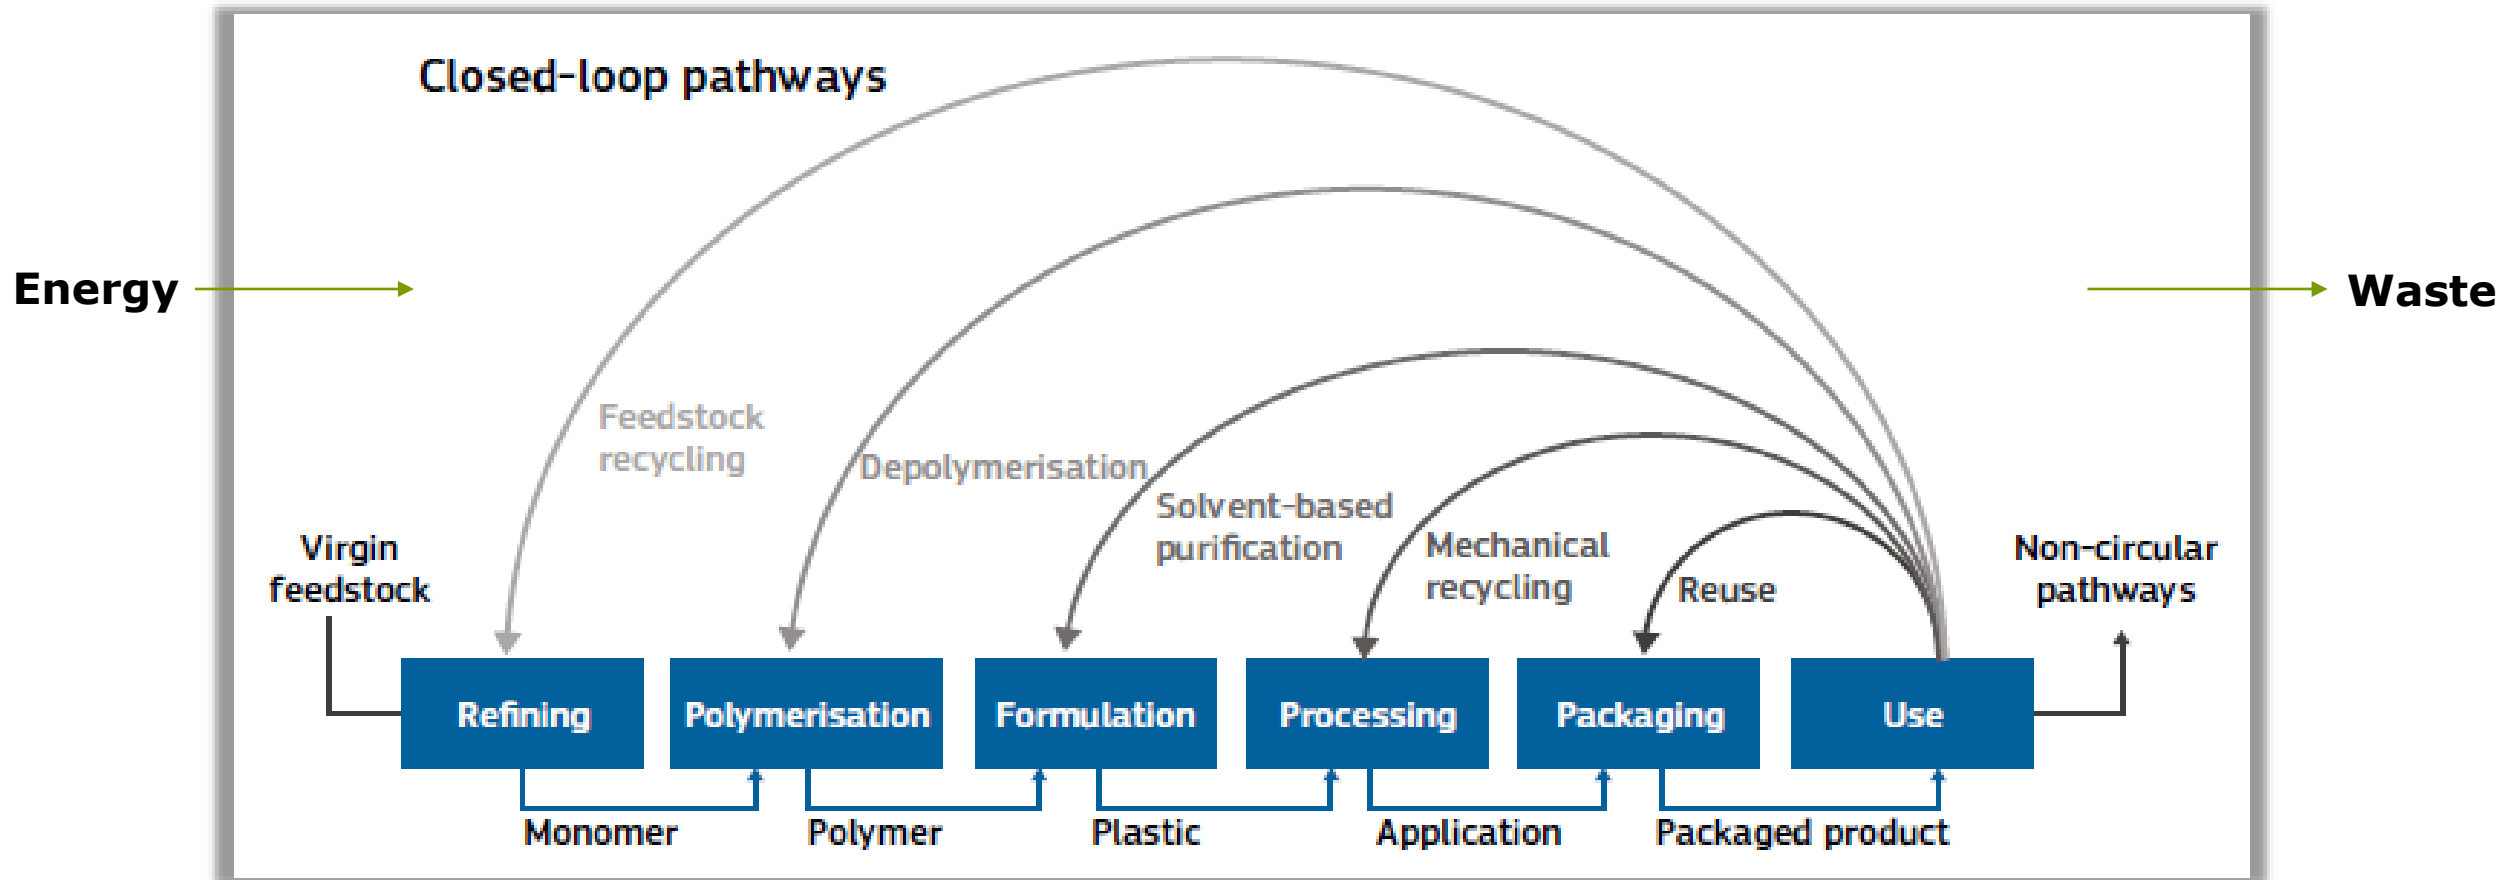 Closed-loop pathways
Energy
Waste
Feedstock
recycling
Depolymerisation
Solvent-based
purification
Mechanical
recycling
Reuse
Virgin
feedstock
Non-circular
pathways
Refining
Polymerisation
Formulation
Processing
Packaging
Use
Monomer
Polymer
Plastic
Application
Packaged product